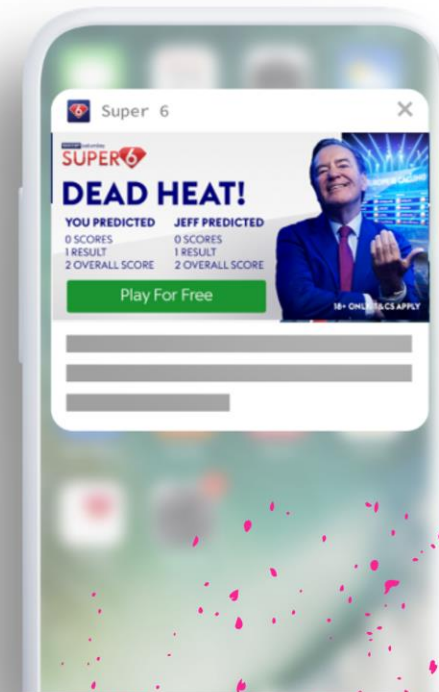 Super 6
saturday
SUPER 6
DEAD HEAT!
YOU PREDICTED JEFF PREDICTED
0 SCORES 0 SCORES
1 RESULT 1 RESULT
2 OVERALL SCORE 2 OVERALL SCORE
Play For Free
18+ ONLY T&CS APPLY